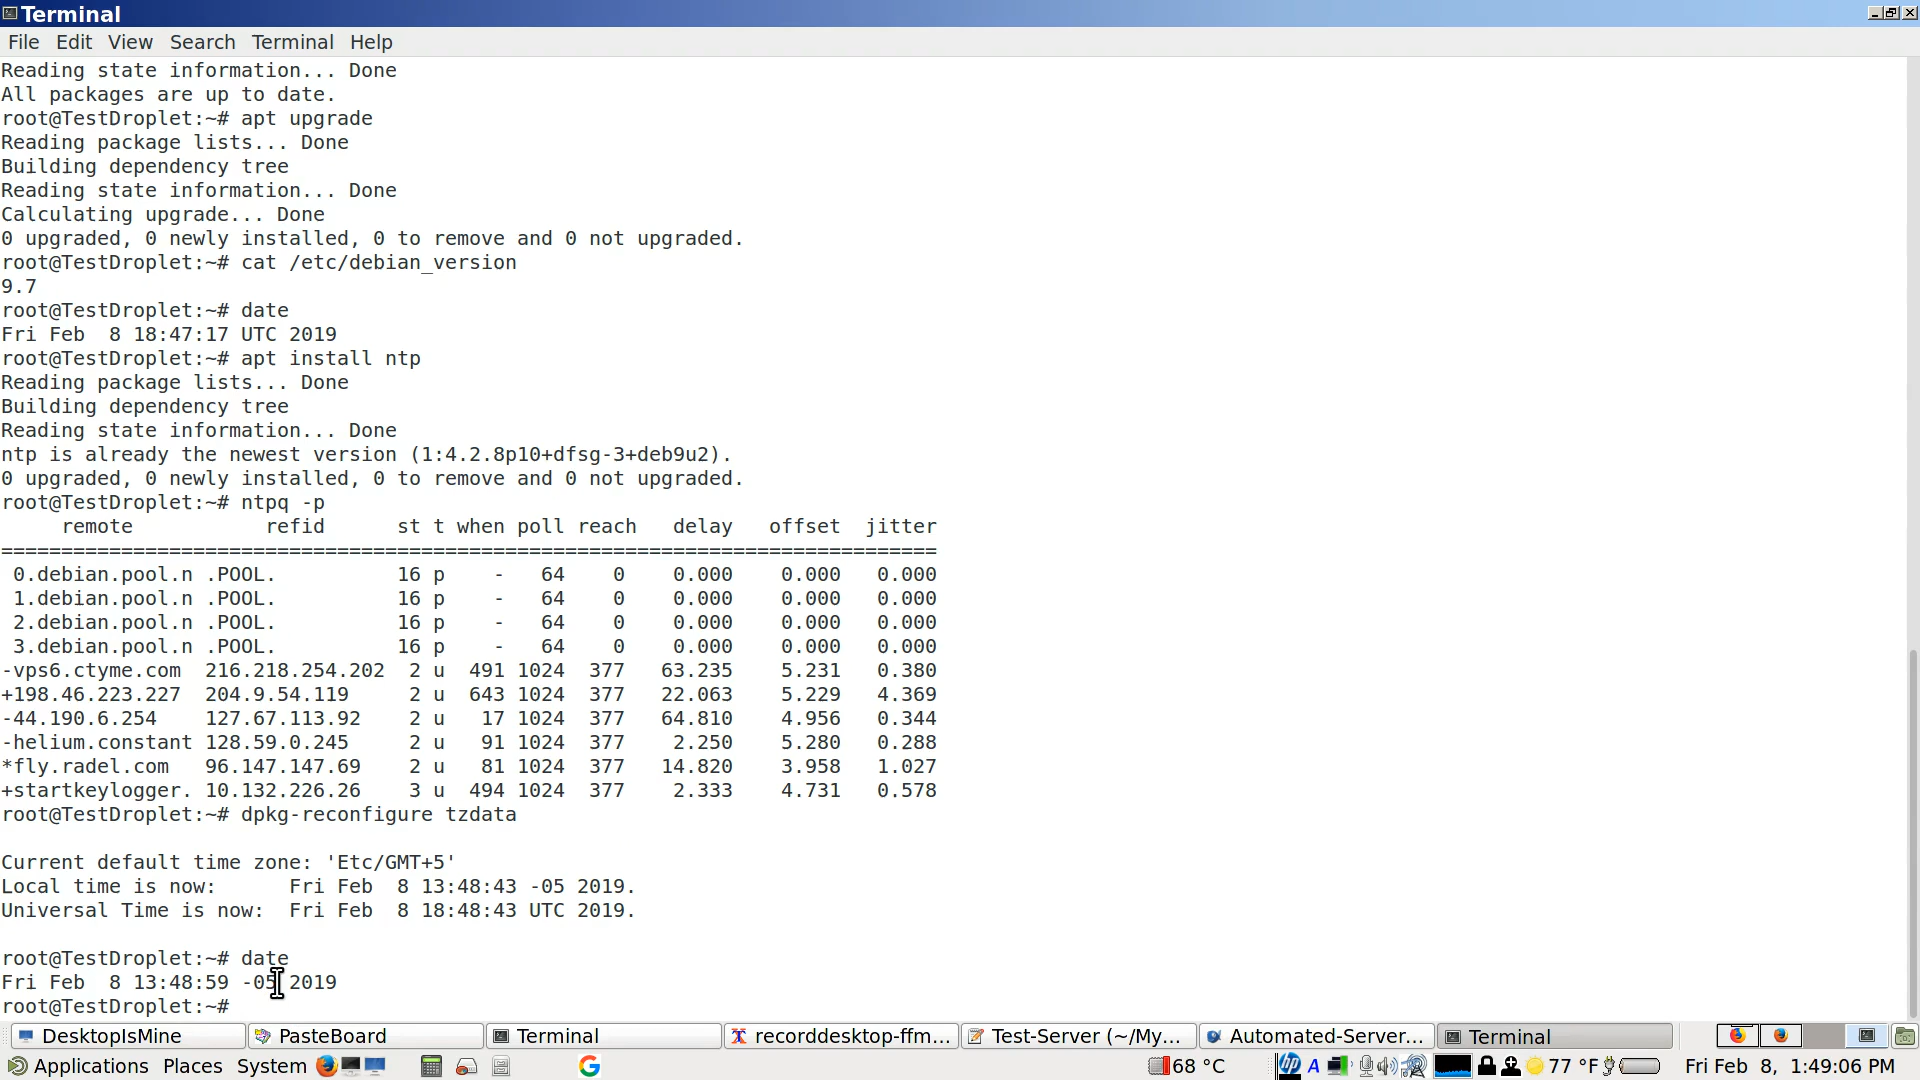 Terminal
File Edit View Search Terminal Help
Reading state information... Done
All packages are up to date.
root@TestDroplet:~# apt upgrade
Reading package lists... Done
Building dependency tree
Reading state information... Done
Calculating upgrade... Done
0 upgraded, 0 newly installed, 0 to remove and 0 not upgraded.
root@TestDroplet:~# cat /etc/debian_version
9.7
root@TestDroplet:~# date
Fri Feb  8 18:47:17 UTC 2019
root@TestDroplet:~# apt install ntp
Reading package lists... Done
Building dependency tree
Reading state information... Done
ntp is already the newest version (1:4.2.8p10+dfsg-3+deb9u2).
0 upgraded, 0 newly installed, 0 to remove and 0 not upgraded.
root@TestDroplet:~# ntpq -p
     remote           refid      st t when poll reach   delay   offset  jitter
==============================================================================
 0.debian.pool.n .POOL.          16 p    -   64    0    0.000    0.000   0.000
 1.debian.pool.n .POOL.          16 p    -   64    0    0.000    0.000   0.000
 2.debian.pool.n .POOL.          16 p    -   64    0    0.000    0.000   0.000
 3.debian.pool.n .POOL.          16 p    -   64    0    0.000    0.000   0.000
-vps6.ctyme.com  216.218.254.202  2 u  491 1024  377   63.235    5.231   0.380
+198.46.223.227  204.9.54.119     2 u  643 1024  377   22.063    5.229   4.369
-44.190.6.254    127.67.113.92    2 u   17 1024  377   64.810    4.956   0.344
-helium.constant 128.59.0.245     2 u   91 1024  377    2.250    5.280   0.288
*fly.radel.com   96.147.147.69    2 u   81 1024  377   14.820    3.958   1.027
+startkeylogger. 10.132.226.26    3 u  494 1024  377    2.333    4.731   0.578
root@TestDroplet:~# dpkg-reconfigure tzdata
Current default time zone: 'Etc/GMT+5'
Local time is now:      Fri Feb  8 13:48:43 -05 2019.
Universal Time is now:  Fri Feb  8 18:48:43 UTC 2019.
root@TestDroplet:~# date
Fri Feb  8 13:48:59 -05 2019
root@TestDroplet:~#
DesktopIsMine PasteBoard Terminal recorddesktop-ffm... Test-Server (~/My... Automated-Server... Terminal
Applications Places System 68 °C A 77 °F Fri Feb  8,  1:49:06 PM